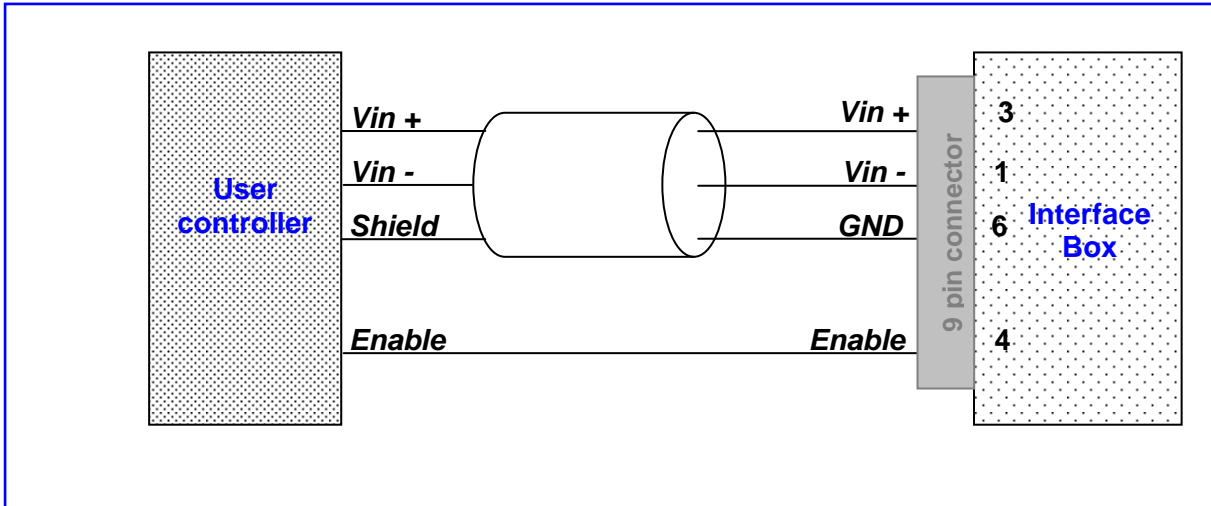 Vin +
Vin -
Shield
Enable
User
controller
Vin +
Vin -
GND
Enable
9 pin connector
3
1
6
4
Interface
Box